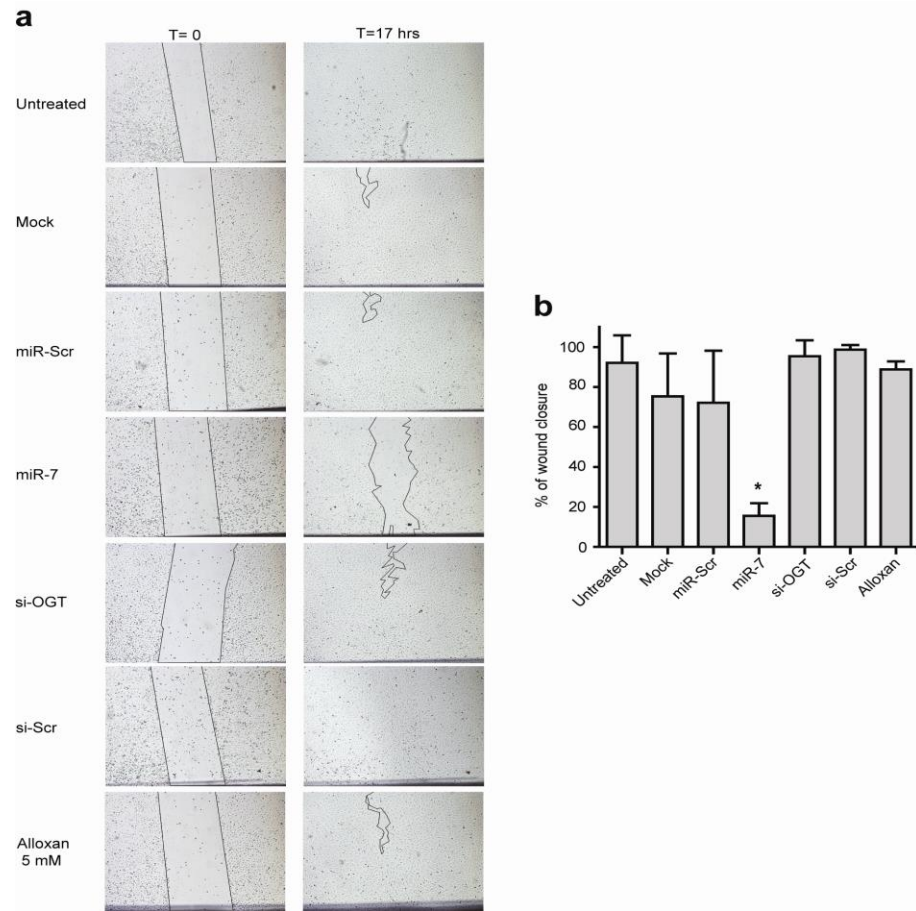 a
T= 0 T=17 hrs
Untreated
Mock
miR-Scr
miR-7
si-OGT
si-Scr
Alloxan
5 mM
b
% of wound closure
100
80
60
40
20
0
*
Untreated
Mock
miR-Scr
miR-7
si-OGT
si-Scr
Alloxan